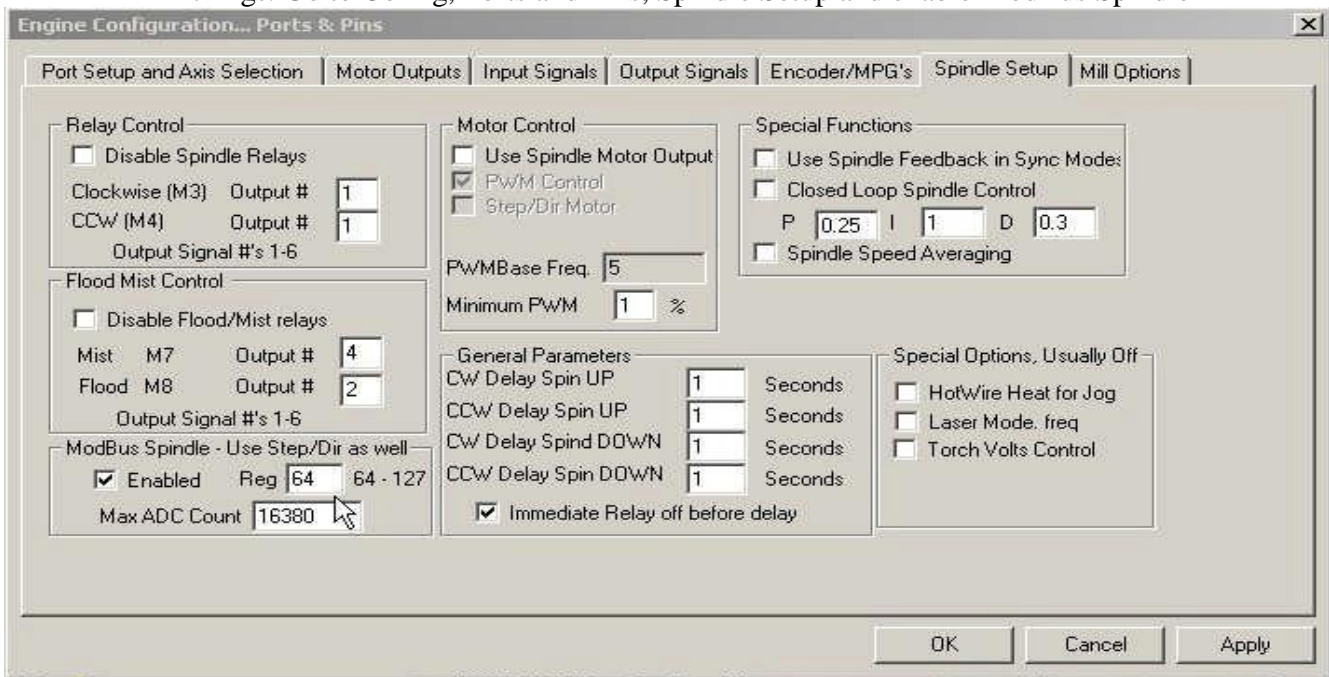 Engine Configuration... Ports & Pins
Port Setup and Axis Selection
Motor Outputs
Input Signals
Output Signals
Encoder/MPG's
Spindle Setup
Mill Options
Relay Control
Disable Spindle Relays
Clockwise (M3) Output # 1
CCW (M4) Output # 1
Output Signal #'s 1-6
Flood Mist Control
Disable Flood/Mist relays
Mist M7 Output # 4
Flood M8 Output # 2
Output Signal #'s 1-6
ModBus Spindle - Use Step/Dir as well
Enabled Reg 64 64 - 127
Max ADC Count 16380
Motor Control
Use Spindle Motor Output
PWM Control
Step/Dir Motor
PWMBase Freq. 5
Minimum PWM 1 %
General Parameters
CW Delay Spin UP 1 Seconds
CCW Delay Spin UP 1 Seconds
CW Delay Spind DOWN 1 Seconds
CCW Delay Spin DOWN 1 Seconds
Immediate Relay off before delay
Special Functions
Use Spindle Feedback in Sync Modes
Closed Loop Spindle Control
P 0.25 I 1 D 0.3
Spindle Speed Averaging
Special Options, Usually Off
HotWire Heat for Jog
Laser Mode. freq
Torch Volts Control
OK
Cancel
Apply